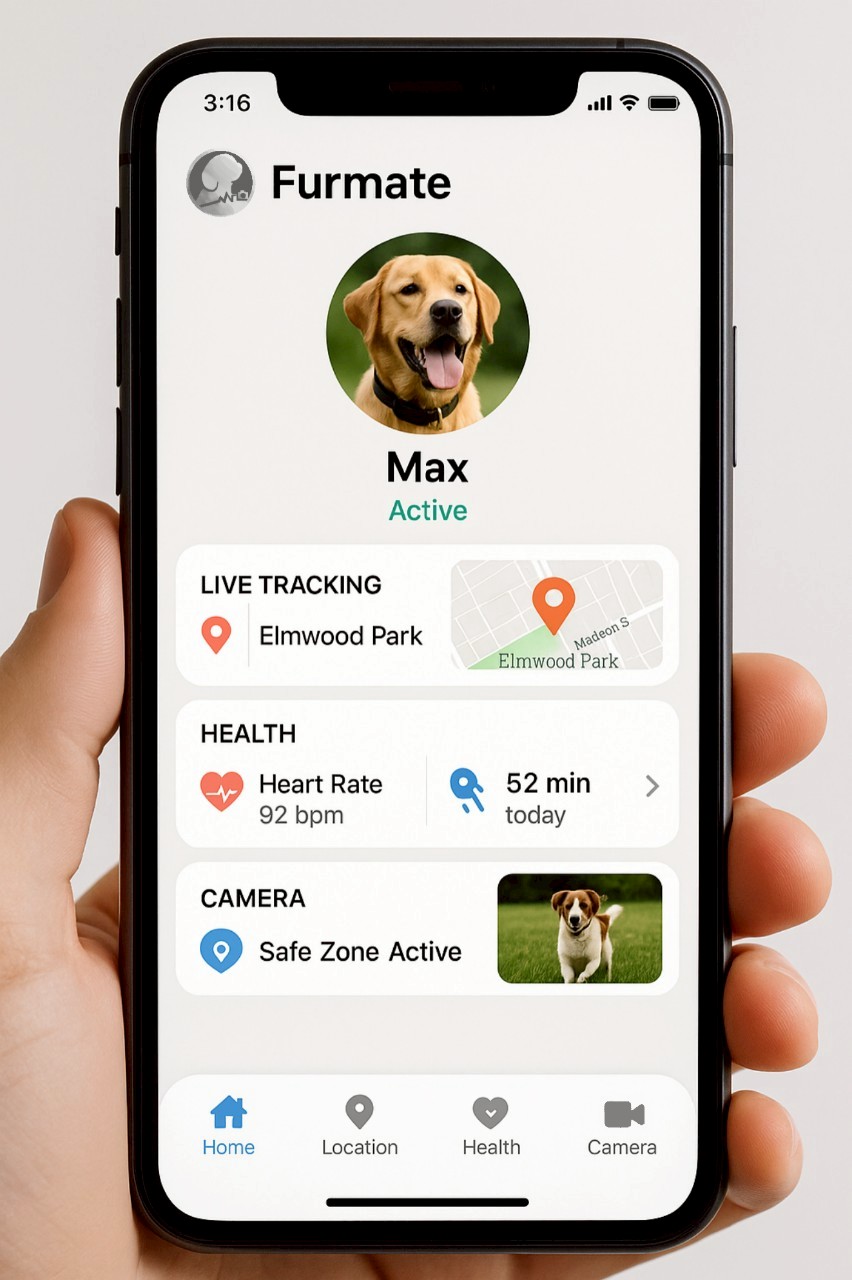 3:16
Furmate
Max
Active
LIVE TRACKING
Elmwood Park
Madeon S
Elmwood Park
HEALTH
Heart Rate
92 bpm
52 min
today
CAMERA
Safe Zone Active
Home
Location
Health
Camera